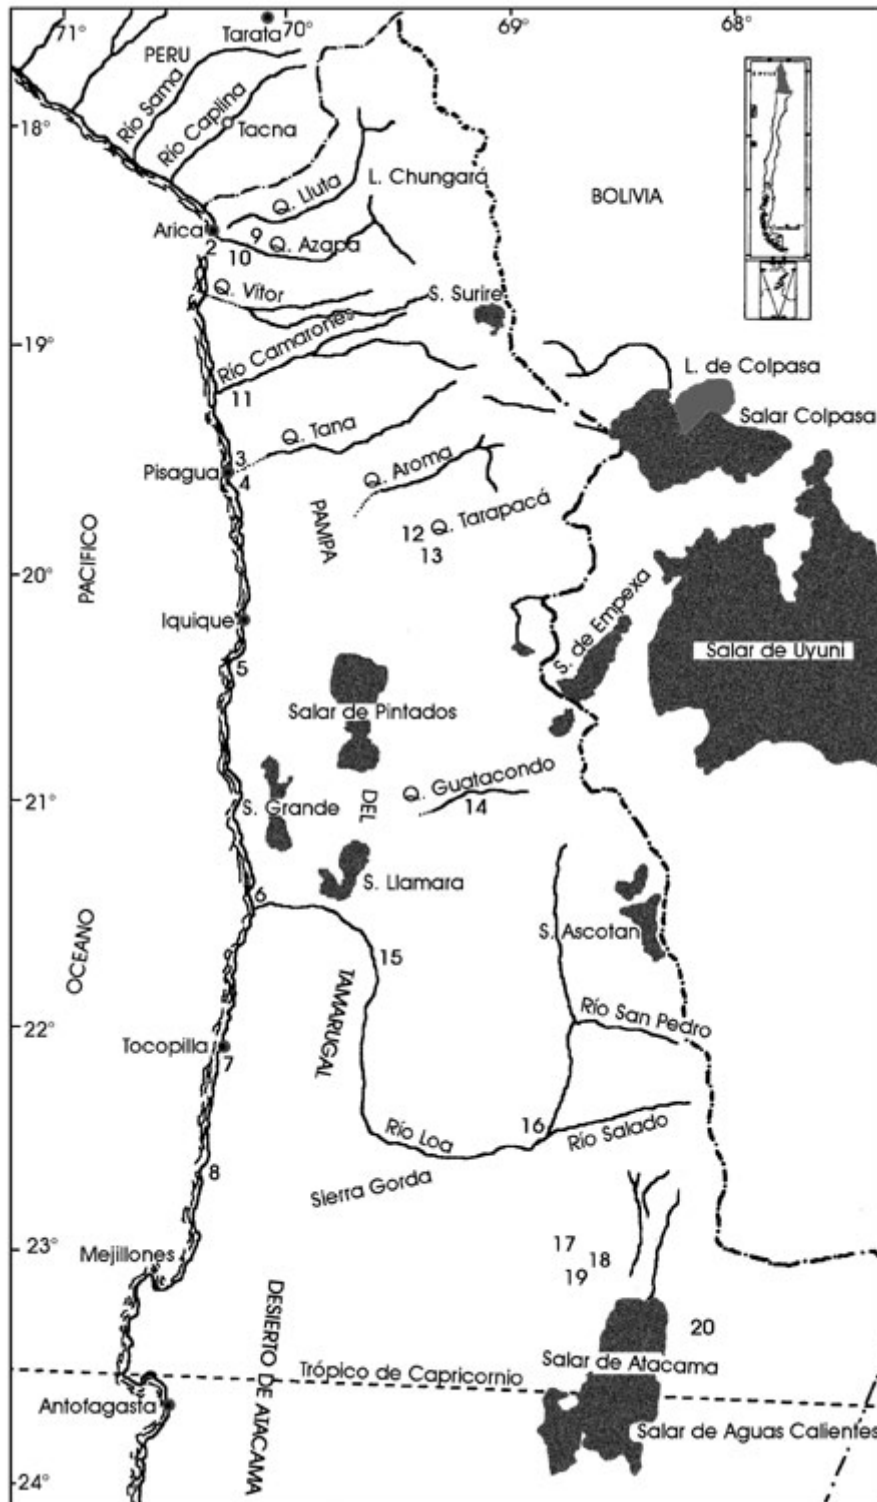 71°
70°
69°
68°
Tarata
PERU
Río Sama
Río Caplina
18°
Tacna
Q. Lluta
L. Chungará
BOLIVIA
Arica
2
9
10
Q. Azapa
Q. Vitor
S. Surire
19°
Río Camarones
11
L. de Colpasa
Salar Colpasa
Q. Tana
3
Pisagua
4
Q. Aroma
PAMPA
12
Q. Tarapacá
13
PACIFICO
20°
Iquique
5
S. de Empexa
Salar de Uyuni
Salar de Pintados
21°
S. Grande
DEL
Q. Guatacondo
14
S. Llamara
6
OCEANO
15
S. Ascotan
TAMARUGAL
22°
Río San Pedro
Tocopilla
7
Río Loa
16
Río Salado
8
Sierra Gorda
23°
Mejillones
17
18
19
20
DESIERTO DE ATACAMA
Salar de Atacama
Trópico de Capricornio
Antofagasta
Salar de Aguas Calientes
24°